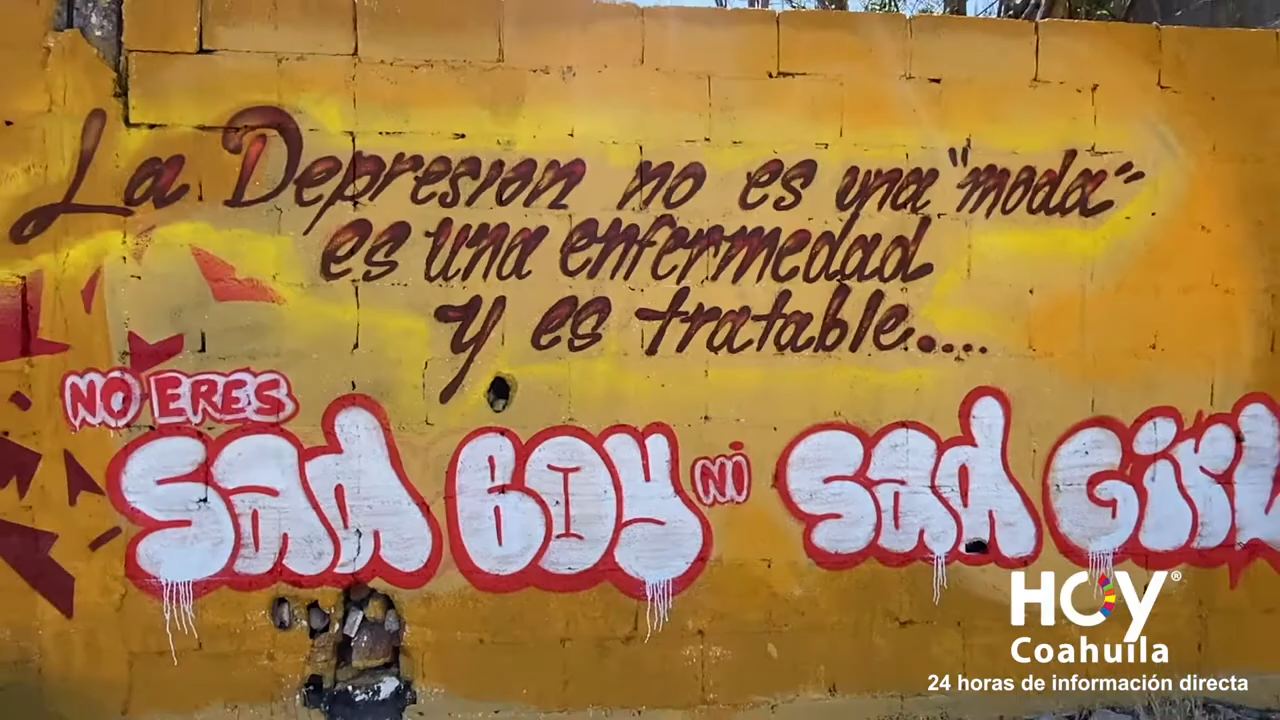 La Depresion no es una "moda"
es una enfermedad
y es tratable....
NO ERES
Sad BOY Ni Sad GirL
HOY®
Coahuila
24 horas de información directa